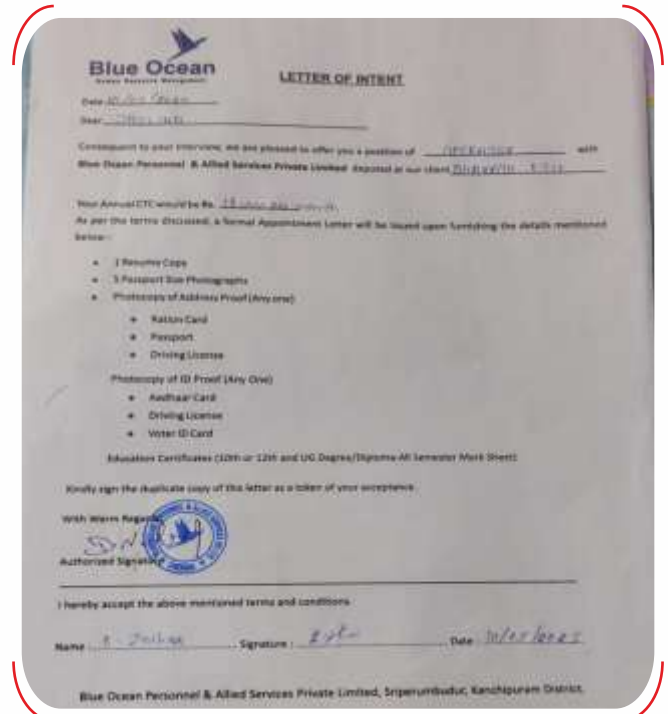 Blue Ocean
Human Resource Management
LETTER OF INTENT
Date
Dear
Consequent to your interview, we are pleased to offer you a position of OPERATOR with
Blue Ocean Personnel & Allied Services Private Limited deputed at our client
Your Annual CTC would be Rs.
As per the terms discussed, a formal Appointment Letter will be issued upon furnishing the details mentioned
below:-
1 Resume Copy
5 Passport Size Photographs
Photocopy of Address Proof (Any one)
Ration Card
Passport
Driving License
Photocopy of ID Proof (Any One)
Aadhaar Card
Driving License
Voter ID Card
Education Certificates (10th or 12th and UG Degree/Diploma All Semester Mark Sheet)
Kindly sign the duplicate copy of this letter as a token of your acceptance.
With Warm Regards
Authorized Signatory
I hereby accept the above mentioned terms and conditions
Name : Signature : Date
Blue Ocean Personnel & Allied Services Private Limited, Sriperumbudur, Kanchipuram District.